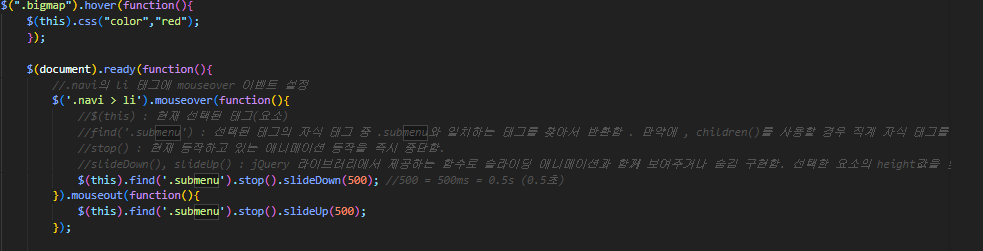 $(".bigmap").hover(function(){
$(this).css("color","red");
});
$(document).ready(function(){
//.navi의 li 태그에 mouseover 이벤트 설정
$('.navi > li').mouseover(function(){
//$(this) : 현재 선택된 태그(요소)
//find('.submenu') : 선택된 태그의 자식 태그 중 .submenu와 일치하는 태그를 찾아서 반환함 . 만약에 , children()를 사용할 경우 직계 자식 태그를
//stop() : 현재 동작하고 있는 애니메이션 동작을 즉시 중단함.
//slideDown(), slideUp() : jQuery 라이브러리에서 제공하는 함수로 슬라이딩 애니메이션과 함께 보여주거나 숨김 구현함. 선택한 요소의 height값을
$(this).find('.submenu').stop().slideDown(500); //500 = 500ms = 0.5s (0.5초)
}).mouseout(function(){
$(this).find('.submenu').stop().slideUp(500);
});